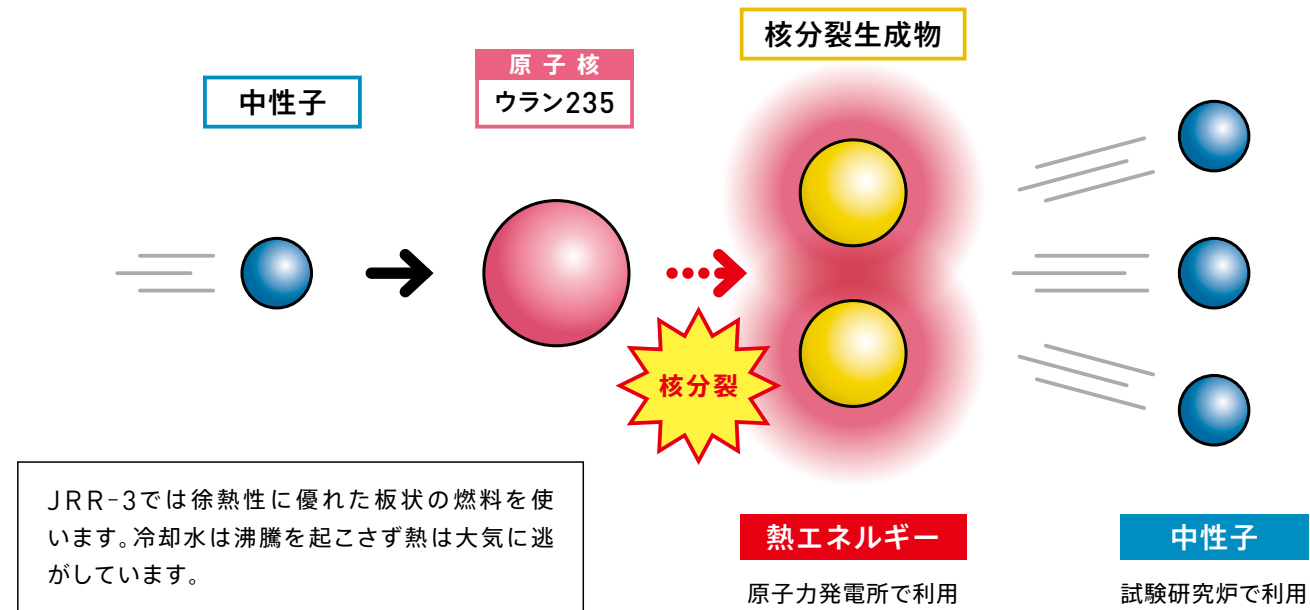 核分裂生成物
原子核
中性子
ウラン235
核分裂
JRR-3では徐熱性に優れた板状の燃料を使
います。冷却水は沸騰を起こさず熱は大気に逃
がしています。
熱エネルギー
中性子
原子力発電所で利用
試験研究炉で利用